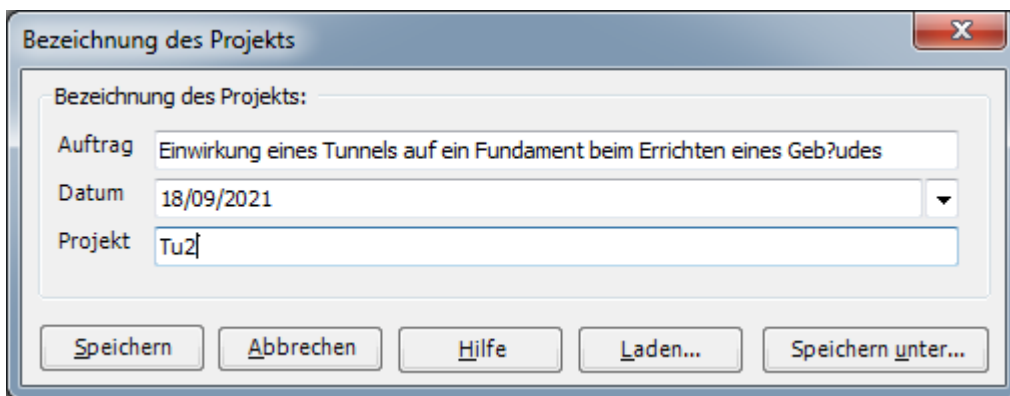 Bezeichnung des Projekts
Bezeichnung des Projekts:
Auftrag Einwirkung eines Tunnels auf ein Fundament beim Errichten eines Geb?udes
Datum 18/09/2021
Projekt Tu2
Speichern Abbrechen Hilfe Laden... Speichern unter...